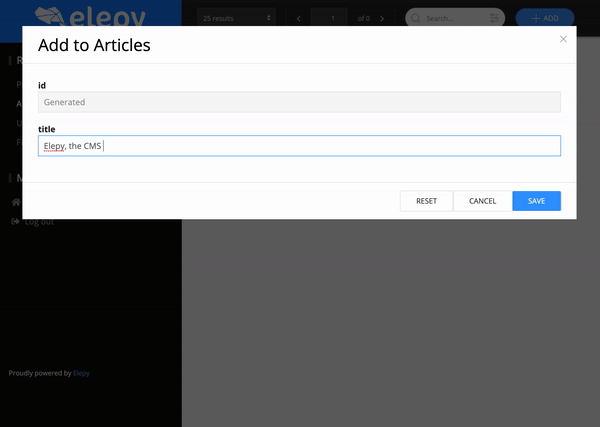 elepy
25 results
1
of 0
Search...
+ ADD
Add to Articles
id
Generated
title
Elepy, the CMS
RESET
CANCEL
SAVE
Log out
Proudly powered by Elepy